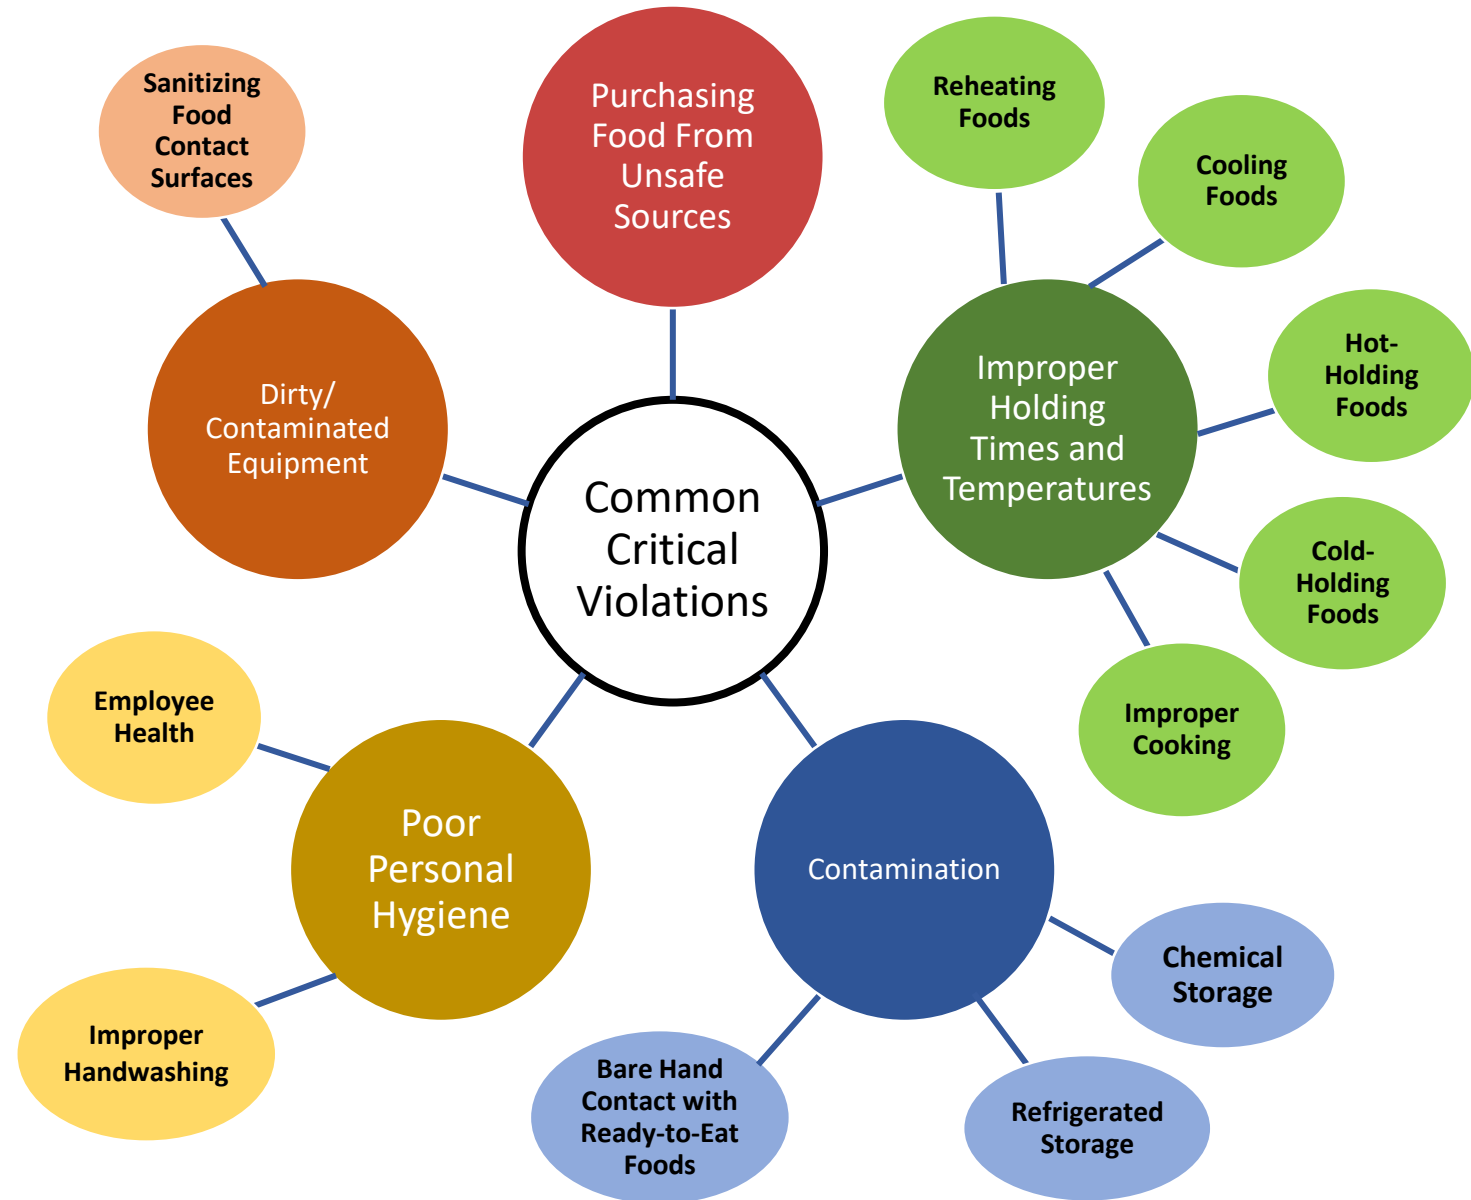 Sanitizing
Food
Contact
Surfaces
Purchasing
Food From
Unsafe
Sources
Reheating
Foods
Cooling
Foods
Hot-
Holding
Foods
Dirty/
Contaminated
Equipment
Improper
Holding
Times and
Temperatures
Common
Critical
Violations
Cold-
Holding
Foods
Employee
Health
Improper
Cooking
Poor
Personal
Hygiene
Contamination
Chemical
Storage
Improper
Handwashing
Bare Hand
Contact with
Ready-to-Eat
Foods
Refrigerated
Storage